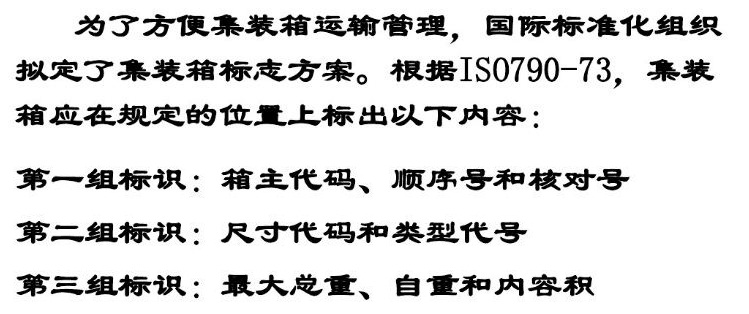 为了方便集装箱运输管理，国际标准化组织
拟定了集装箱标志方案。根据ISO790-73，集装
箱应在规定的位置上标出以下内容：
第一组标识：箱主代码、顺序号和核对号
第二组标识：尺寸代码和类型代号
第三组标识：最大总重、自重和内容积